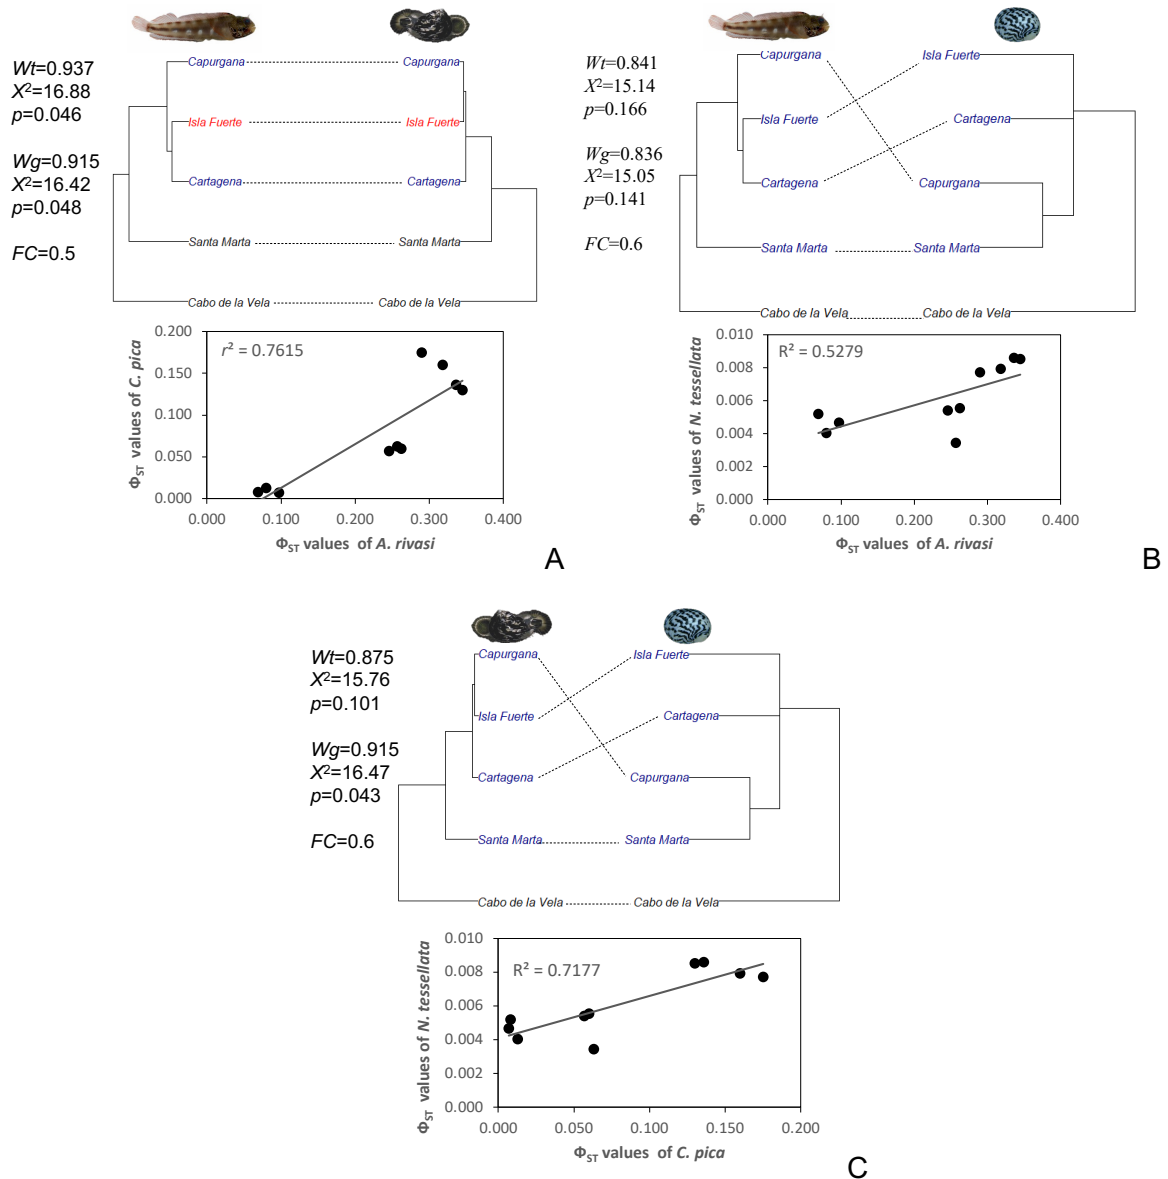 Wt=0.937
X²=16.88
p=0.046
Wg=0.915
X²=16.42
p=0.048
FC=0.5
Capurgana Capurgana
Isla Fuerte Isla Fuerte
Cartagena Cartagena
Santa Marta Santa Marta
Cabo de la Vela Cabo de la Vela
ΦST values of C. pica
0.200
0.150
0.100
0.050
0.000
r² = 0.7615
0.000 0.100 0.200 0.300 0.400
ΦST values of A. rivasi
A
Wt=0.841
X²=15.14
p=0.166
Wg=0.836
X²=15.05
p=0.141
FC=0.6
Capurgana Isla Fuerte
Isla Fuerte Cartagena
Cartagena Capurgana
Santa Marta Santa Marta
Cabo de la Vela Cabo de la Vela
ΦST values of N. tessellata
0.010
0.008
0.006
0.004
0.002
0.000
R² = 0.5279
0.000 0.100 0.200 0.300 0.400
ΦST values of A. rivasi
B
Wt=0.875
X²=15.76
p=0.101
Wg=0.915
X²=16.47
p=0.043
FC=0.6
Capurgana Isla Fuerte
Isla Fuerte Cartagena
Cartagena Capurgana
Santa Marta Santa Marta
Cabo de la Vela Cabo de la Vela
ΦST values of N. tessellata
0.010
0.008
0.006
0.004
0.002
0.000
R² = 0.7177
0.000 0.050 0.100 0.150 0.200
ΦST values of C. pica
C